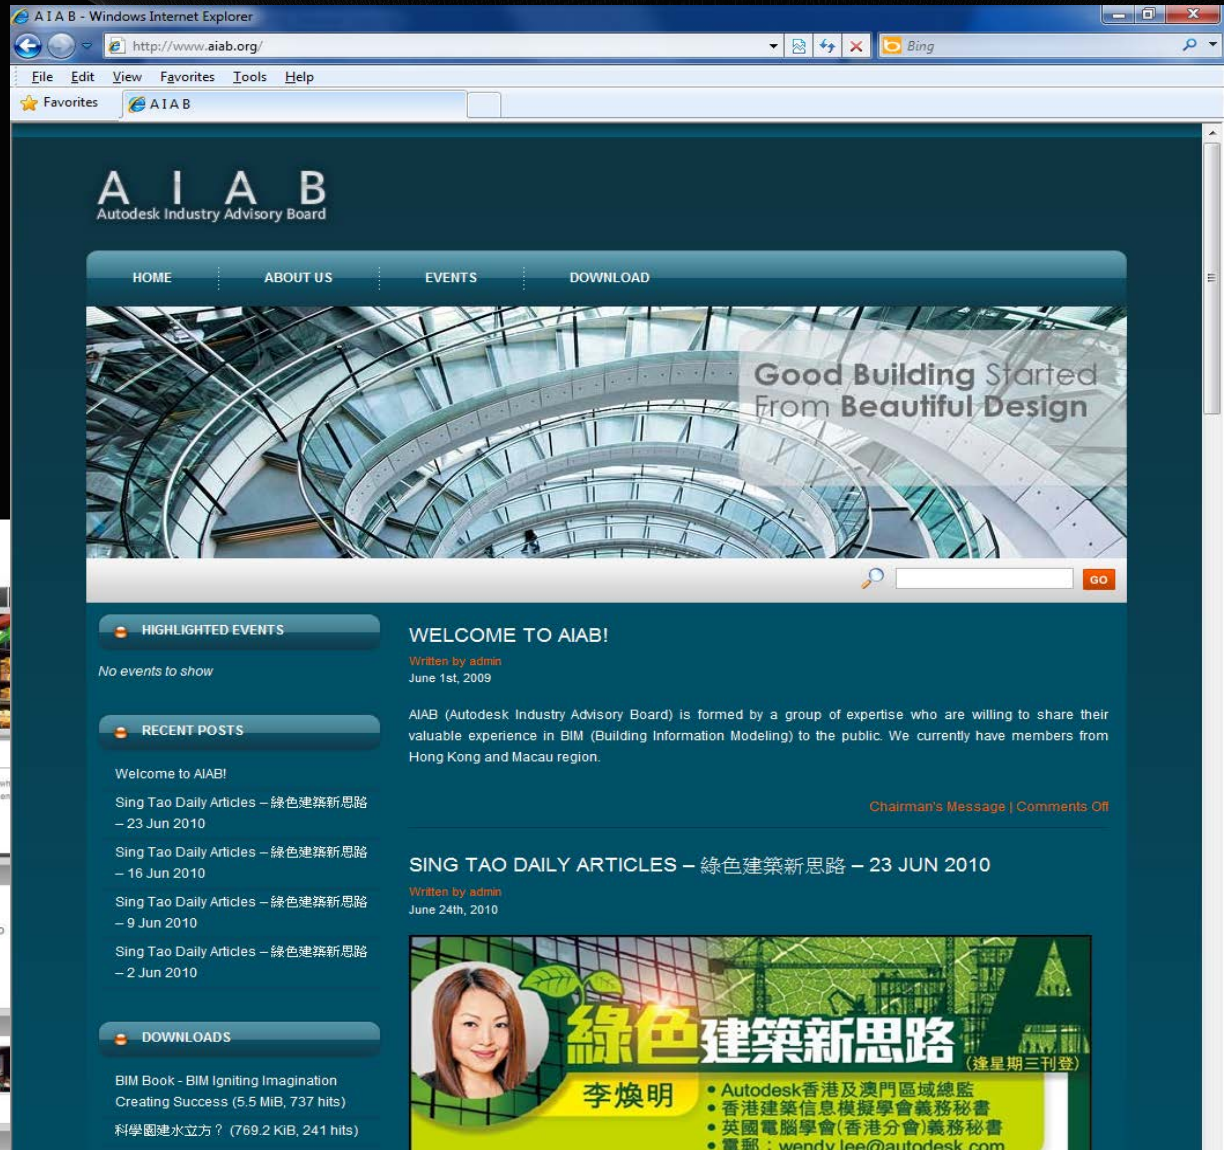 A I A B - Windows Internet Explorer
http://www.aiab.org/
Bing
File Edit View Favorites Tools Help
Favorites
A I A B
A I A B
Autodesk Industry Advisory Board
HOME
ABOUT US
EVENTS
DOWNLOAD
Good Building Started
From Beautiful Design
GO
HIGHLIGHTED EVENTS
No events to show
RECENT POSTS
Welcome to AIAB!
Sing Tao Daily Articles – 綠色建築新思路
– 23 Jun 2010
Sing Tao Daily Articles – 綠色建築新思路
– 16 Jun 2010
Sing Tao Daily Articles – 綠色建築新思路
– 9 Jun 2010
Sing Tao Daily Articles – 綠色建築新思路
– 2 Jun 2010
DOWNLOADS
BIM Book - BIM Igniting Imagination
Creating Success (5.5 MiB, 737 hits)
科學園建水立方？ (769.2 KiB, 241 hits)
WELCOME TO AIAB!
Written by admin
June 1st, 2009
AIAB (Autodesk Industry Advisory Board) is formed by a group of expertise who are willing to share their
valuable experience in BIM (Building Information Modeling) to the public. We currently have members from
Hong Kong and Macau region.
Chairman's Message | Comments Off
SING TAO DAILY ARTICLES – 綠色建築新思路 – 23 JUN 2010
Written by admin
June 24th, 2010
綠色建築新思路
A
(逢星期三刊登)
李煥明
• Autodesk香港及澳門區域總監
• 香港建築信息模擬學會義務秘書
• 英國電腦學會(香港分會)義務秘書
• 電郵：wendy.lee@autodesk.com